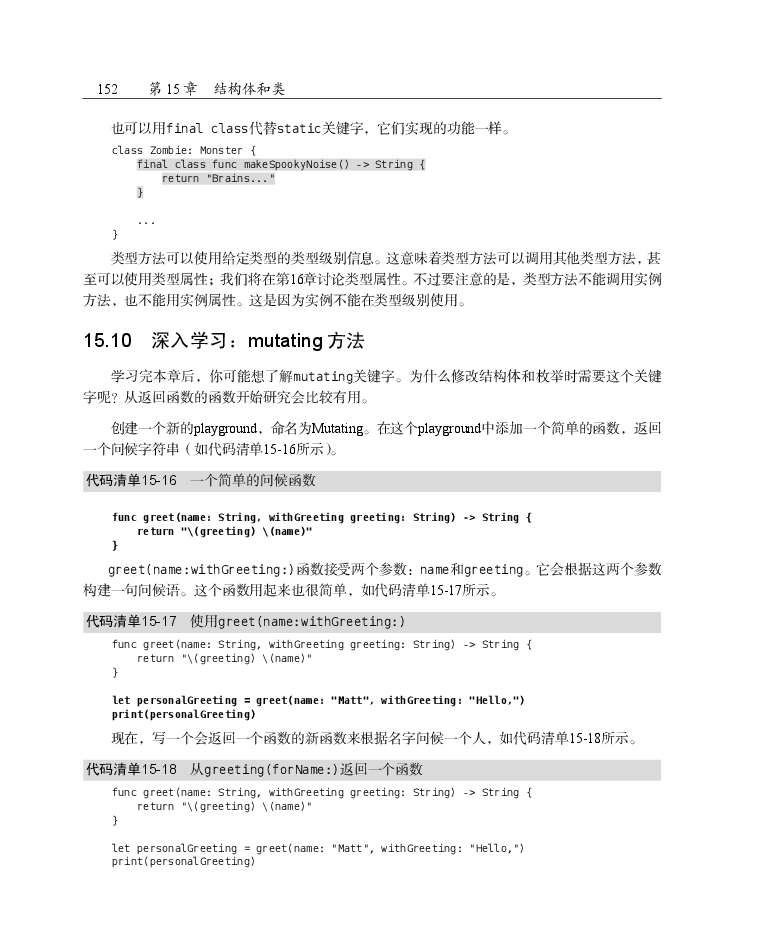 152 第 15 章 结构体和类
也可以用final class代替static关键字，它们实现的功能一样。
class Zombie: Monster {
    final class func makeSpookyNoise() -> String {
        return "Brains..."
    }
    ...
}
类型方法可以使用给定类型的类型级别信息。这意味着类型方法可以调用其他类型方法，甚
至可以使用类型属性；我们将在第16章讨论类型属性。不过要注意的是，类型方法不能调用实例
方法，也不能用实例属性。这是因为实例不能在类型级别使用。
15.10 深入学习：mutating 方法
学习完本章后，你可能想了解mutating关键字。为什么修改结构体和枚举时需要这个关键
字呢？从返回函数的函数开始研究会比较有用。
创建一个新的playground，命名为Mutating。在这个playground中添加一个简单的函数，返回
一个问候字符串（如代码清单15-16所示）。
代码清单15-16 一个简单的问候函数
func greet(name: String, withGreeting greeting: String) -> String {
    return "\(greeting) \(name)"
}
greet(name:withGreeting:)函数接受两个参数：name和greeting。它会根据这两个参数
构建一句问候语。这个函数用起来也很简单，如代码清单15-17所示。
代码清单15-17 使用greet(name:withGreeting:)
func greet(name: String, withGreeting greeting: String) -> String {
    return "\(greeting) \(name)"
}
let personalGreeting = greet(name: "Matt", withGreeting: "Hello,")
print(personalGreeting)
现在，写一个会返回一个函数的新函数来根据名字问候一个人，如代码清单15-18所示。
代码清单15-18 从greeting(forName:)返回一个函数
func greet(name: String, withGreeting greeting: String) -> String {
    return "\(greeting) \(name)"
}
let personalGreeting = greet(name: "Matt", withGreeting: "Hello,")
print(personalGreeting)